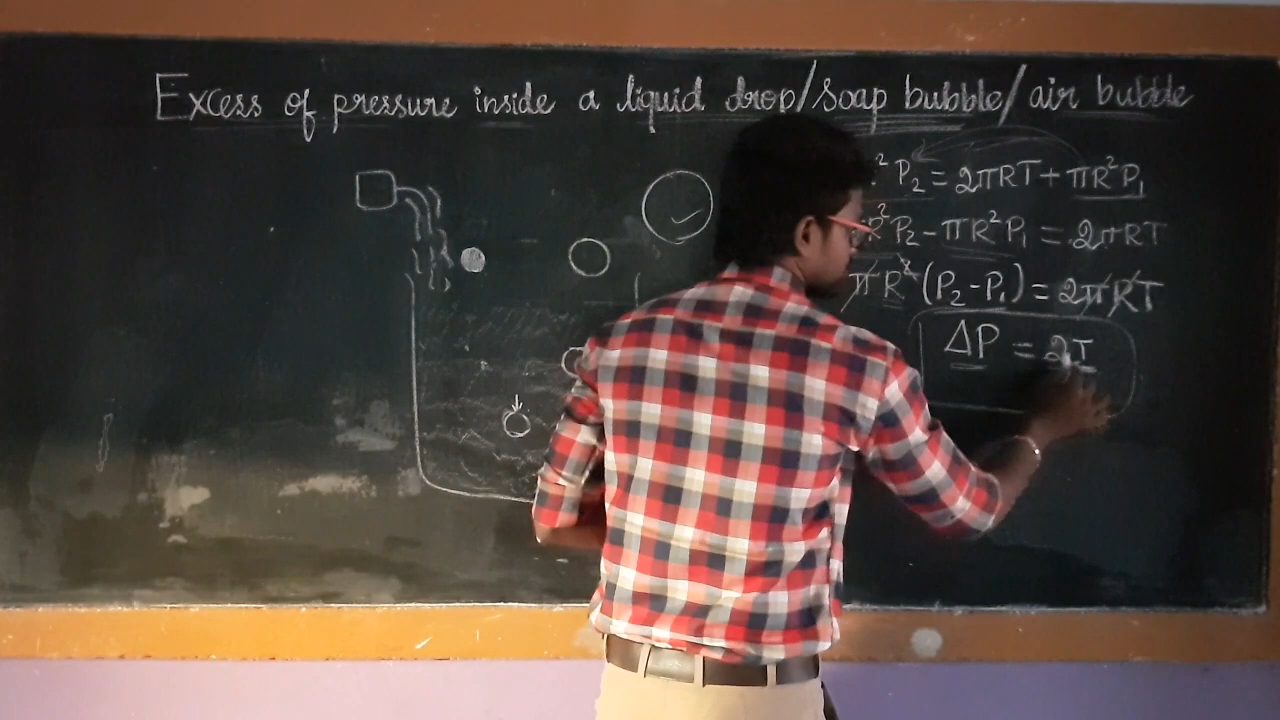 Excess of pressure inside a liquid drop/soap bubble/air bubble
² P₂ = 2πRT + πR²P₁
R²P₂ - πR²P₁ = 2πRT
πR²(P₂ - P₁) = 2πRT
ΔP = 2T